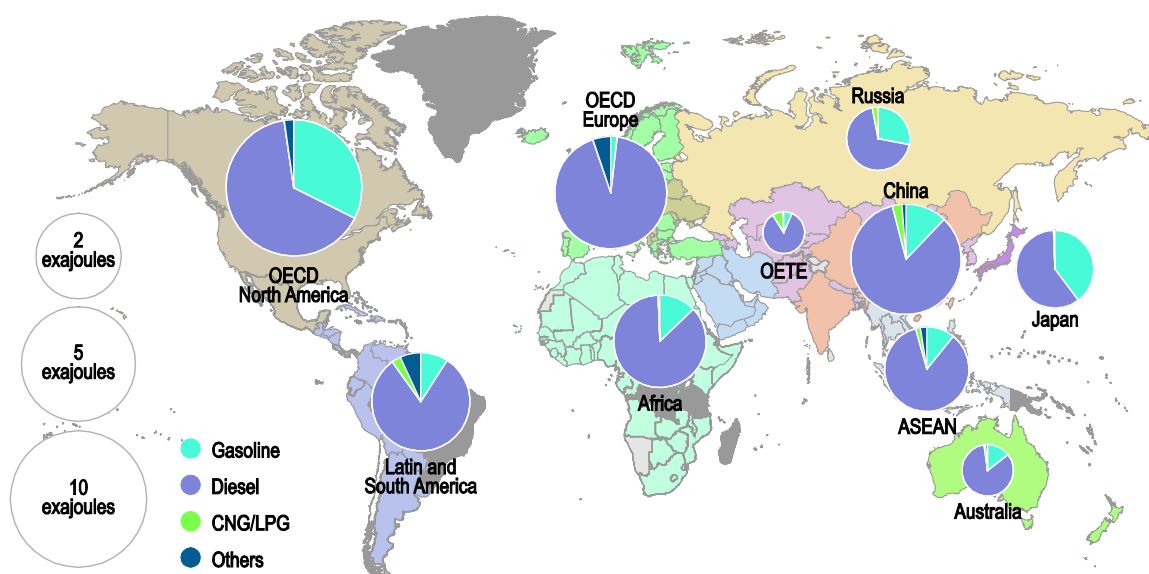 OECD
Europe
Russia
China
OETE
OECD
North America
Japan
Africa
ASEAN
Latin and
South America
Australia
2
exajoules
5
exajoules
10
exajoules
Gasoline
Diesel
CNG/LPG
Others